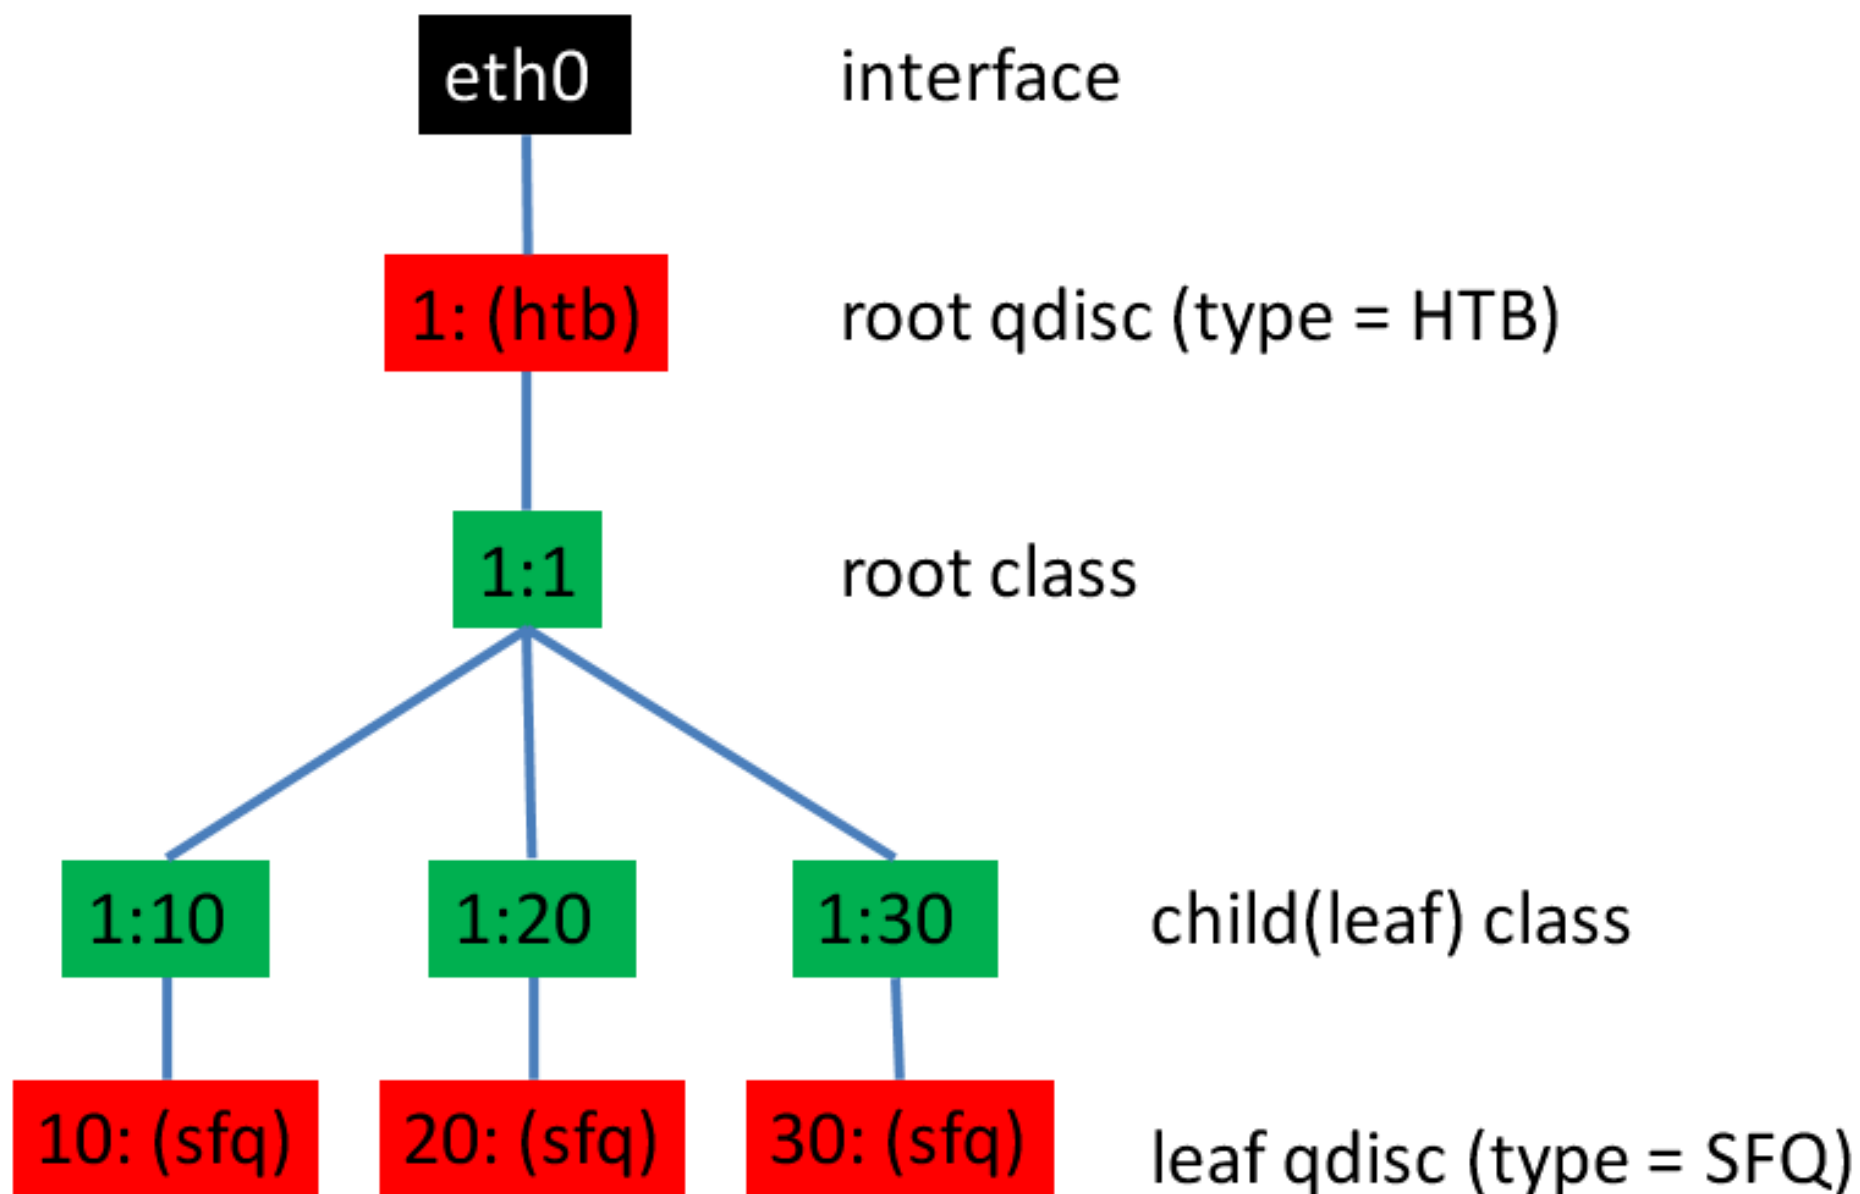 eth0 interface
1: (htb) root qdisc (type = HTB)
1:1 root class
1:10 1:20 1:30 child(leaf) class
10: (sfq) 20: (sfq) 30: (sfq) leaf qdisc (type = SFQ)